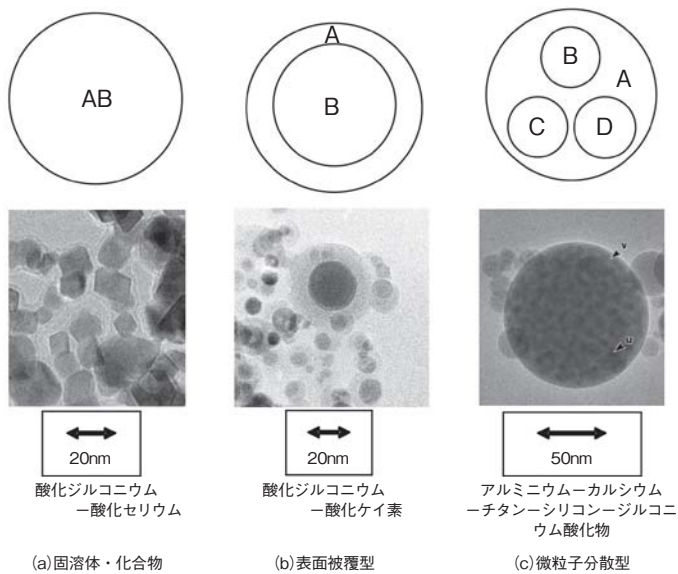 AB
A
B
B
A
C
D
v
u
20nm
20nm
50nm
酸化ジルコニウム
ー酸化セリウム
酸化ジルコニウム
ー酸化ケイ素
アルミニウムーカルシウム
ーチタンーシリコンージルコニ
ウム酸化物
(a)固溶体・化合物
(b)表面被覆型
(c)微粒子分散型